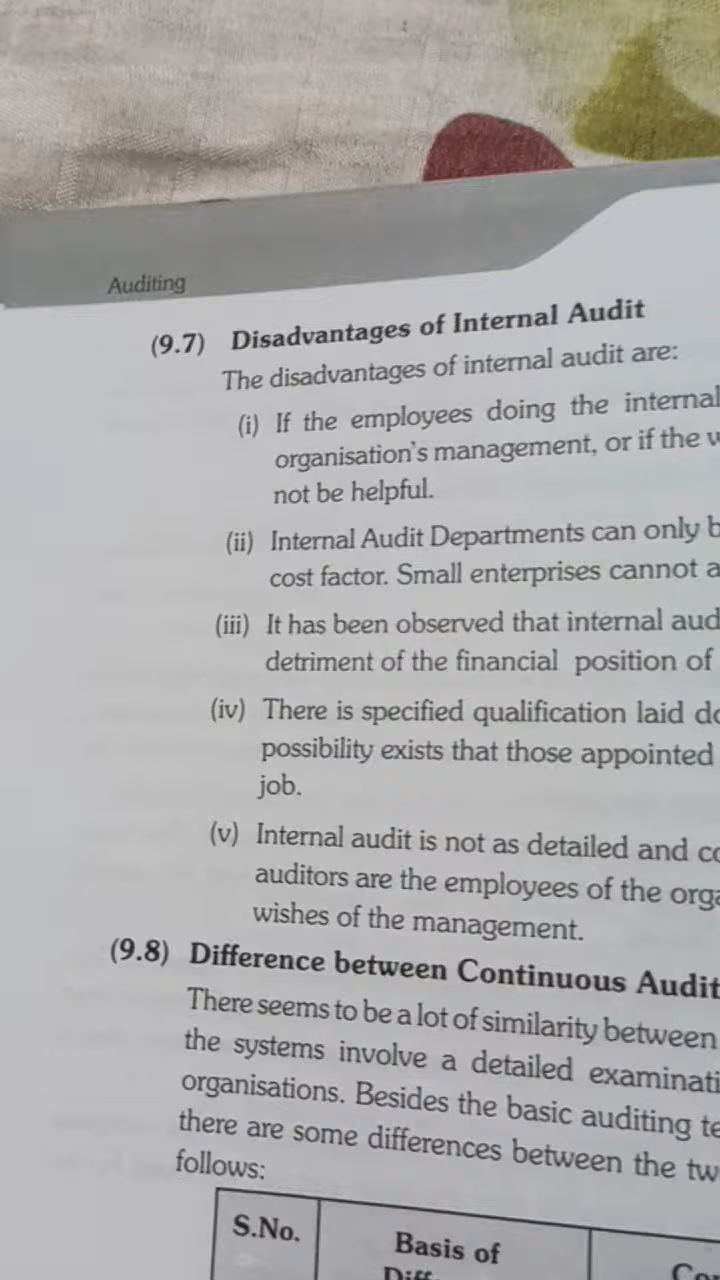 Auditing
(9.7) Disadvantages of Internal Audit
The disadvantages of internal audit are:
(i) If the employees doing the internal
organisation's management, or if the
not be helpful.
(ii) Internal Audit Departments can only
cost factor. Small enterprises cannot
(iii) It has been observed that internal
detriment of the financial position of
(iv) There is specified qualification laid
possibility exists that those appointed
job.
(v) Internal audit is not as detailed and
auditors are the employees of the
wishes of the management.
(9.8) Difference between Continuous Audit
There seems to be a lot of similarity between
the systems involve a detailed
organisations. Besides the basic auditing
there are some differences between the
follows:
S.No. Basis of